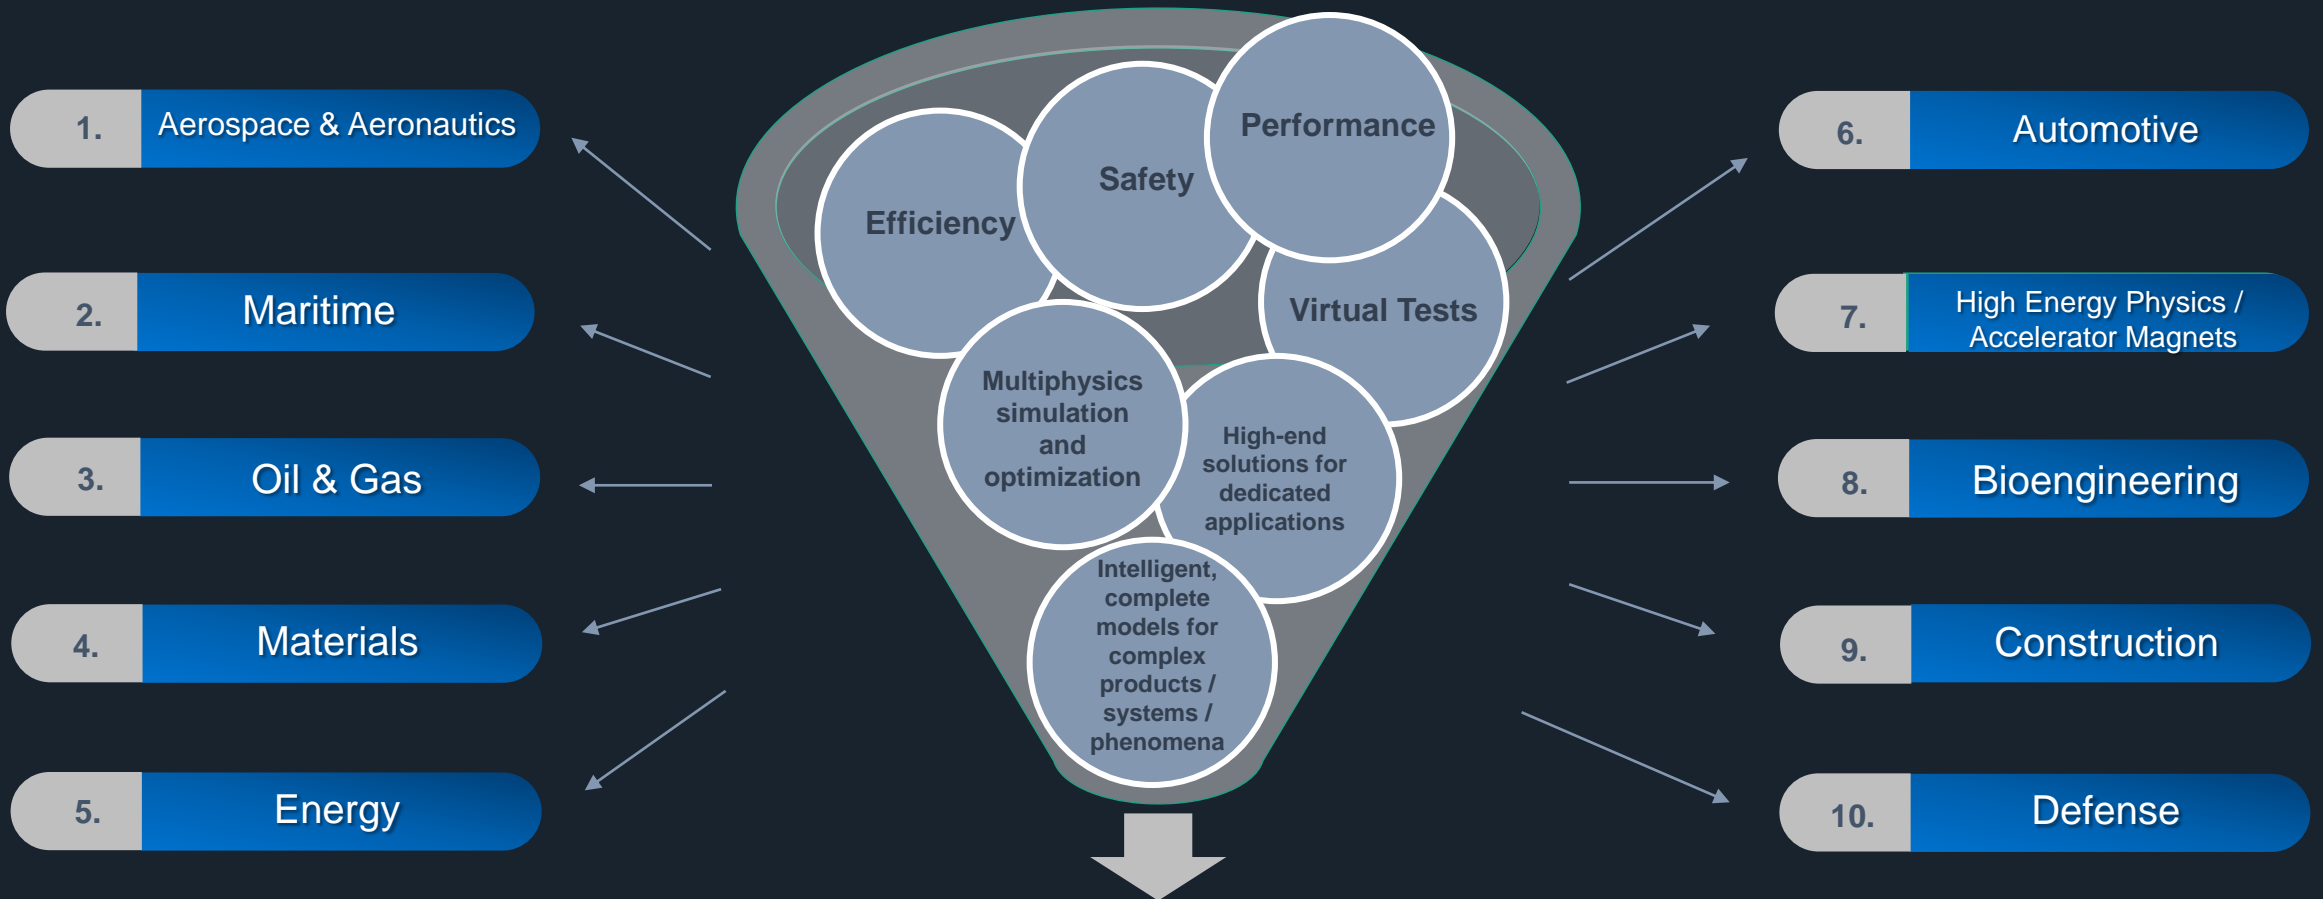 1.
Aerospace & Aeronautics
2.
Maritime
3.
Oil & Gas
4.
Materials
5.
Energy
Performance
Safety
Efficiency
Virtual Tests
Multiphysics
simulation
and
optimization
High-end
solutions for
dedicated
applications
Intelligent,
complete
models for
complex
products /
systems /
phenomena
6.
Automotive
7.
High Energy Physics /
Accelerator Magnets
8.
Bioengineering
9.
Construction
10.
Defense